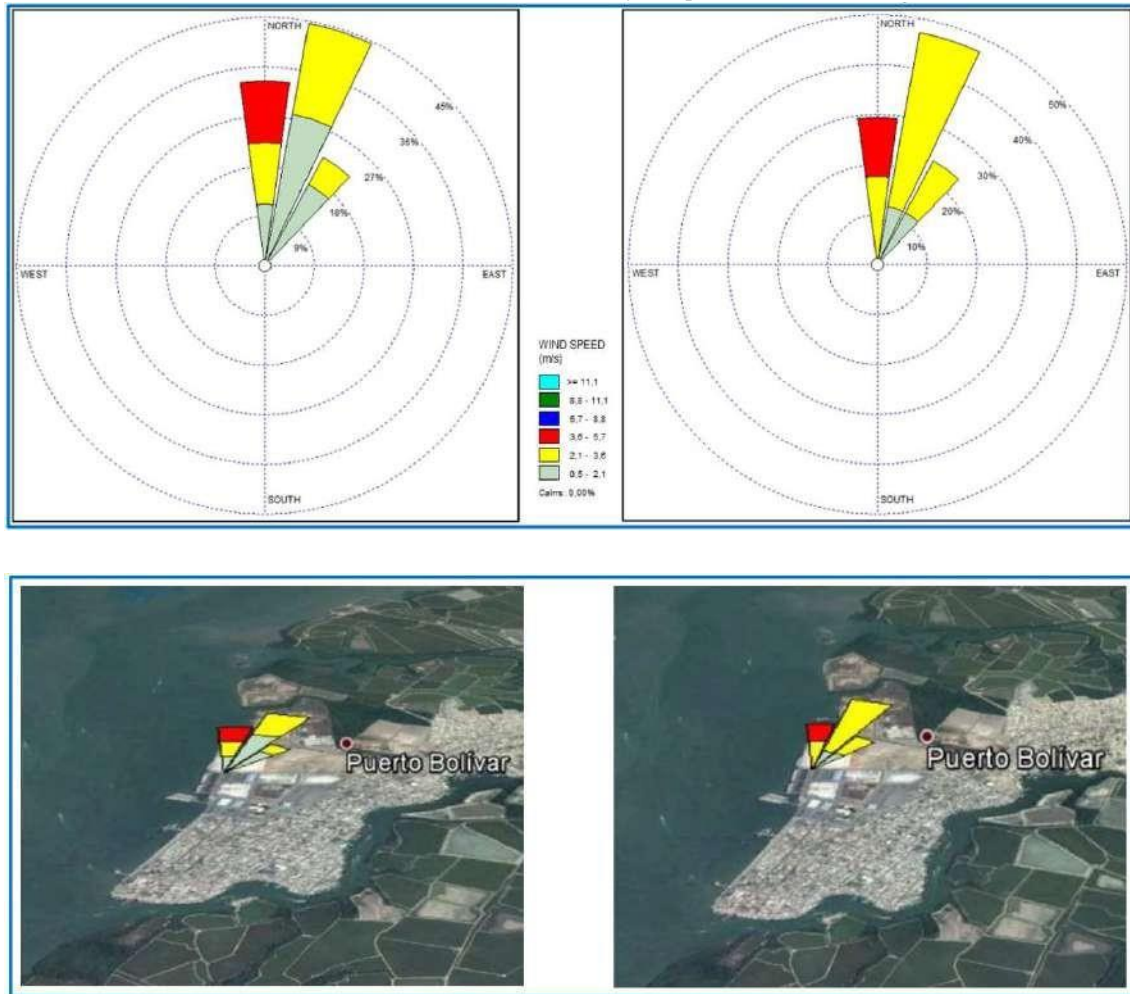 NORTH
45%
36%
27%
18%
9%
WEST
EAST
SOUTH
NORTH
50%
40%
30%
20%
10%
WEST
EAST
SOUTH
WIND SPEED
(m/s)
>= 11,1
8,8 - 11,1
5,7 - 8,8
3,6 - 5,7
2,1 - 3,6
0,5 - 2,1
Calms: 0,00%
Puerto Bolívar
Puerto Bolívar